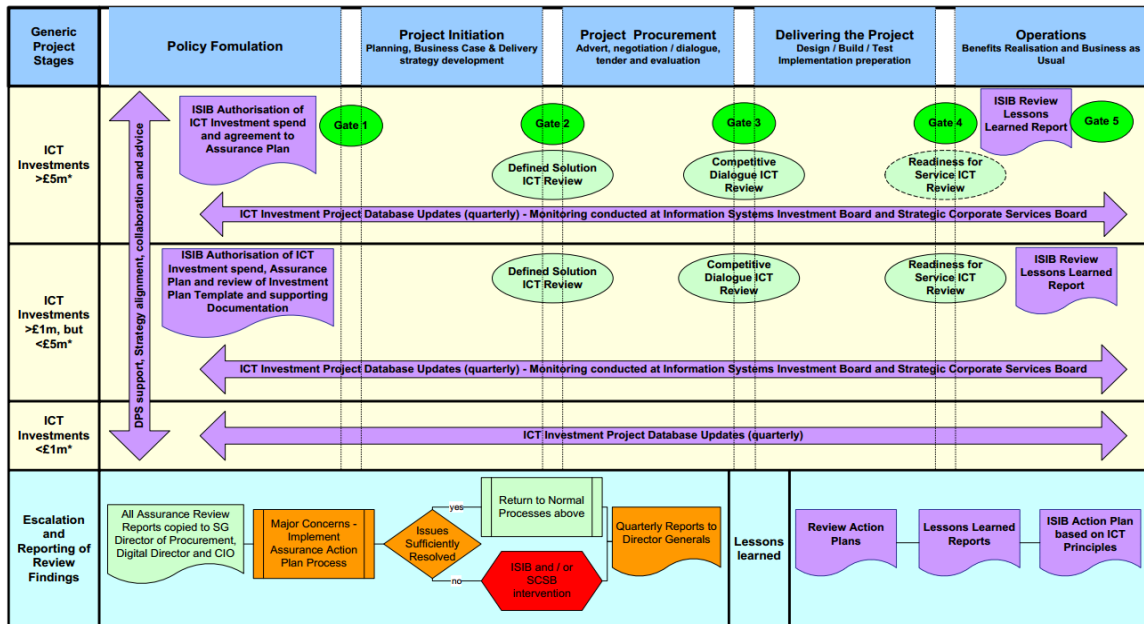 Generic
Project
Stages
Policy Fomulation
Project Initiation
Planning, Business Case & Delivery
strategy development
Project Procurement
Advert, negotiation / dialogue,
tender and evaluation
Delivering the Project
Design / Build / Test
Implementation preperation
Operations
Benefits Realisation and Business as
Usual
ICT
Investments
>£5m*
DPS support, Strategy alignment, collaboration and advice
ISIB Authorisation of
ICT Investment spend
and agreement to
Assurance Plan
Gate 1
Gate 2
Gate 3
Gate 4
ISIB Review
Lessons
Learned Report
Gate 5
Defined Solution
ICT Review
Competitive
Dialogue ICT
Review
Readiness for
Service ICT
Review
ICT Investment Project Database Updates (quarterly) - Monitoring conducted at Information Systems Investment Board and Strategic Corporate Services Board
ICT
Investments
>£1m, but
<£5m*
ISIB Authorisation of ICT
Investment spend, Assurance
Plan and review of Investment
Plan Template and supporting
Documentation
Defined Solution
ICT Review
Competitive
Dialogue ICT
Review
Readiness for
Service ICT
Review
ISIB Review
Lessons Learned
Report
ICT Investment Project Database Updates (quarterly) - Monitoring conducted at Information Systems Investment Board and Strategic Corporate Services Board
ICT
Investments
<£1m*
ICT Investment Project Database Updates (quarterly)
Escalation
and
Reporting of
Review
Findings
All Assurance Review
Reports copied to SG
Director of Procurement,
Digital Director and CIO
Major Concerns -
Implement
Assurance Action
Plan Process
Issues
Sufficiently
Resolved
yes
no
Return to Normal
Processes above
ISIB and / or
SCSB
intervention
Quarterly Reports to
Director Generals
Lessons
learned
Review Action
Plans
Lessons Learned
Reports
ISIB Action Plan
based on ICT
Principles